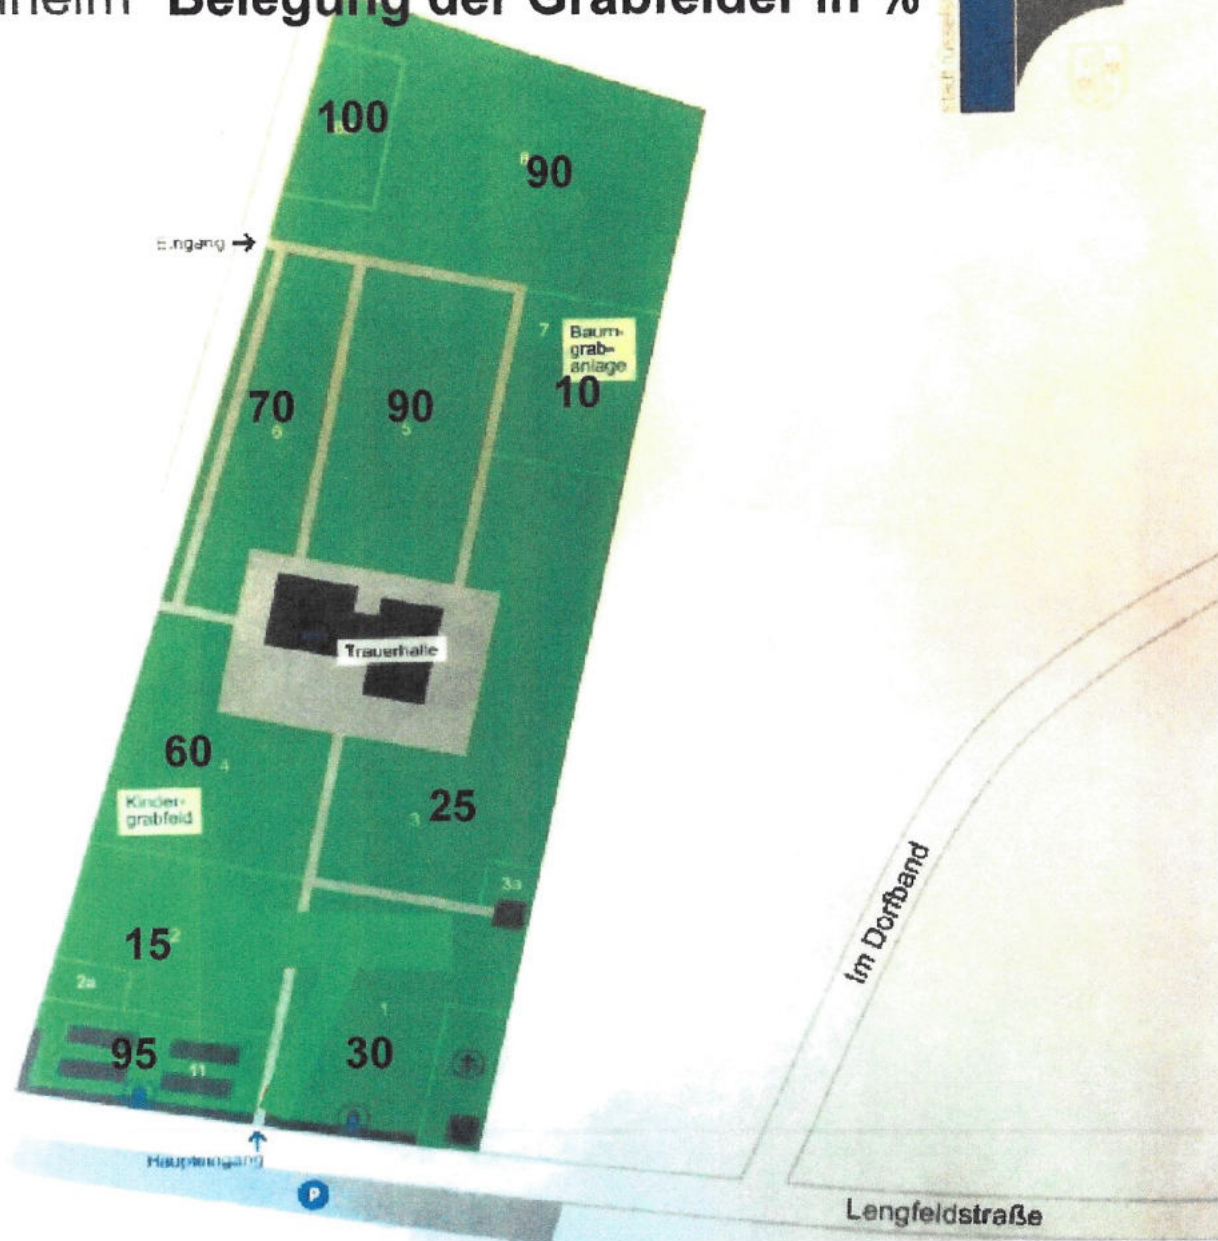 Belegung der Grabfelder in %
100
8
90
Eingang →
7
Baum-
grab-
anlage
10
70
6
90
5
Trauerhalle
60
4
Kinder-
grabfeld
25
3
3a
15
2
2a
1
95
11
30
Haupteingang
P
Im Dorfband
Lengfeldstraße